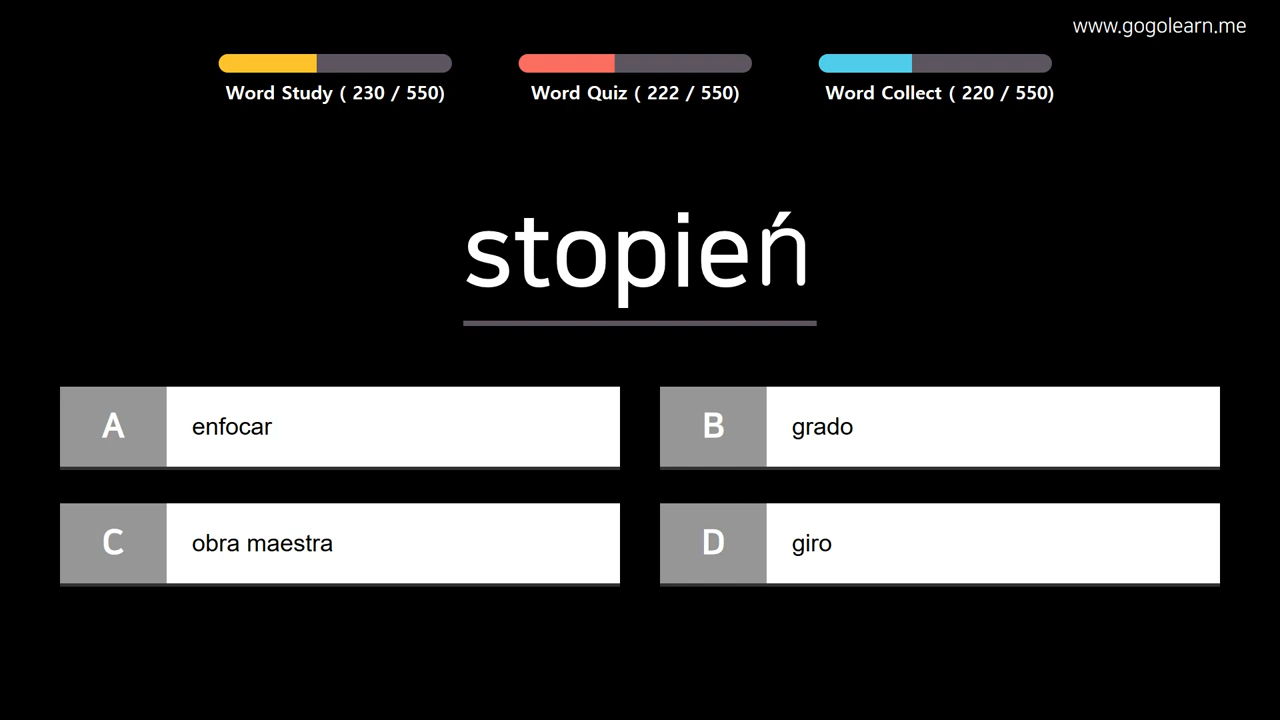 www.gogolearn.me
Word Study ( 230 / 550)
Word Quiz ( 222 / 550)
Word Collect ( 220 / 550)
stopień
A enfocar
B grado
C obra maestra
D giro